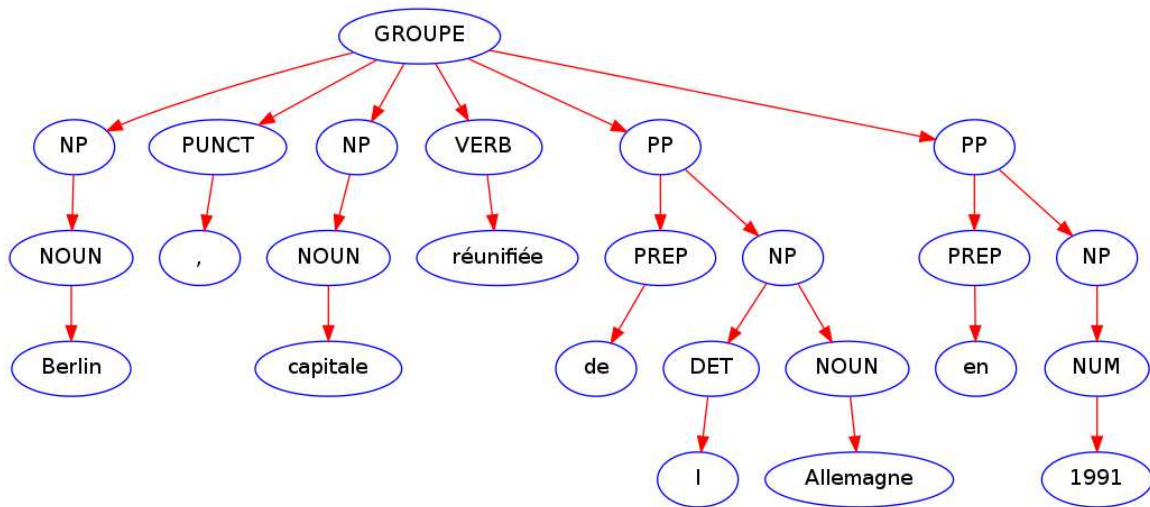 GROUPE
NP PUNCT NP VERB PP PP
NOUN , NOUN réunifiée PREP NP PREP NP
Berlin capitale de DET NOUN en NUM
l Allemagne 1991